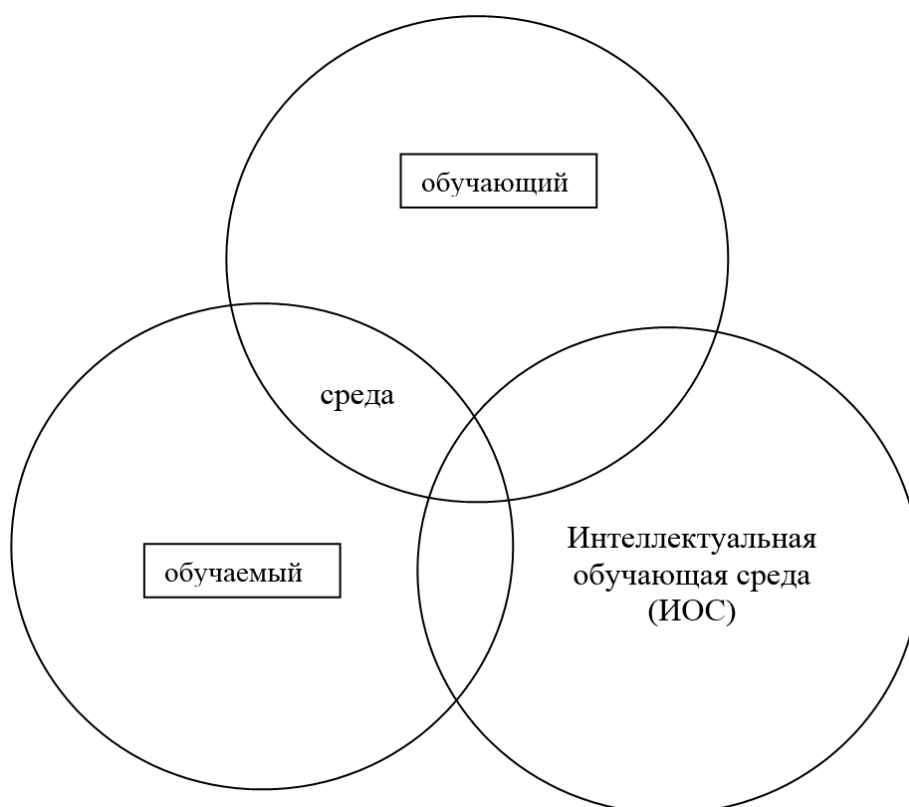 обучающий
среда
обучаемый
Интеллектуальная
обучающая среда
(ИОС)